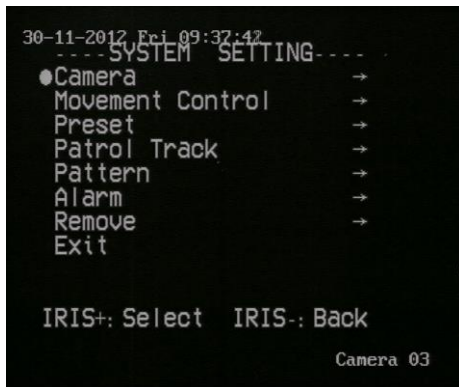 30-11-2012 Fri 09:37:42
----SYSTEM SETTING----
●Camera →
Movement Control →
Preset →
Patrol Track →
Pattern →
Alarm →
Remove →
Exit
IRIS+: Select IRIS-: Back
Camera 03